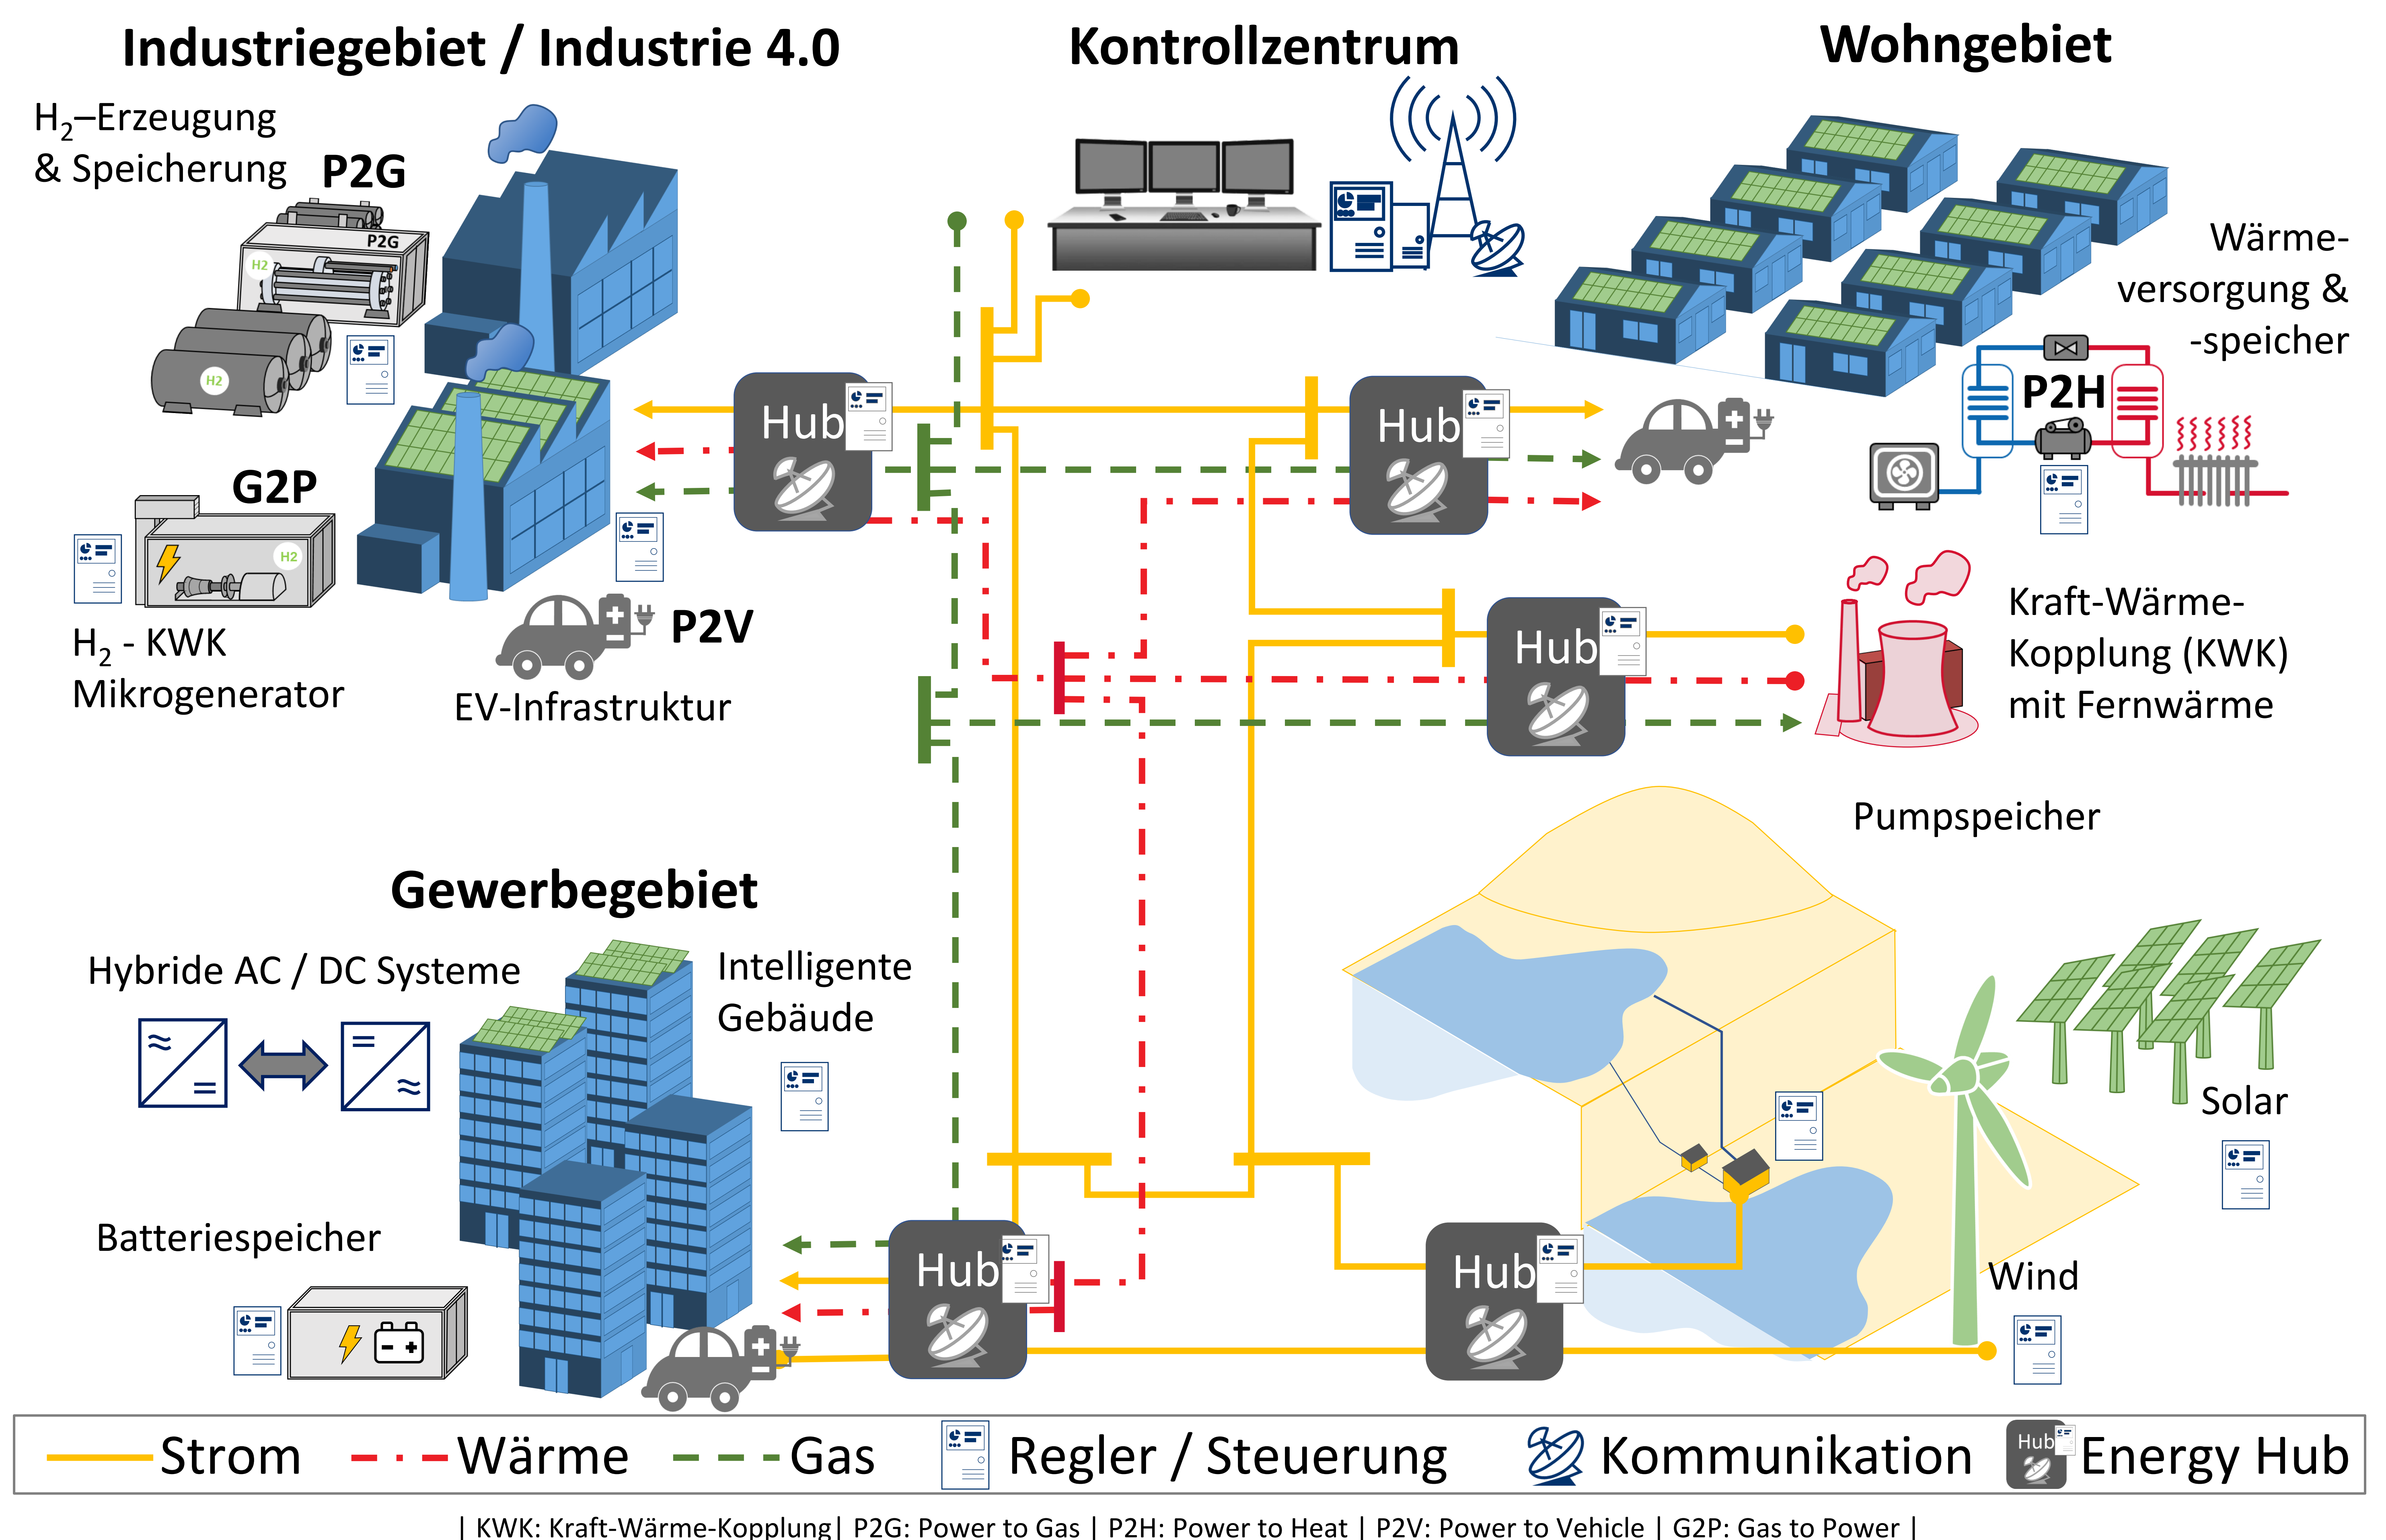 Industriegebiet / Industrie 4.0
Kontrollzentrum
Wohngebiet
H₂–Erzeugung
& Speicherung
P2G
P2G
H2
H2
G2P
H2
H₂ - KWK
Mikrogenerator
P2V
EV-Infrastruktur
Hub
Hub
Wärme-
versorgung &
-speicher
P2H
Hub
Kraft-Wärme-
Kopplung (KWK)
mit Fernwärme
Pumpspeicher
Gewerbegebiet
Hybride AC / DC Systeme
Intelligente
Gebäude
Batteriespeicher
Solar
Wind
Hub
Hub
Strom
Wärme
Gas
Regler / Steuerung
Kommunikation
Hub
Energy Hub
| KWK: Kraft-Wärme-Kopplung| P2G: Power to Gas | P2H: Power to Heat | P2V: Power to Vehicle | G2P: Gas to Power |